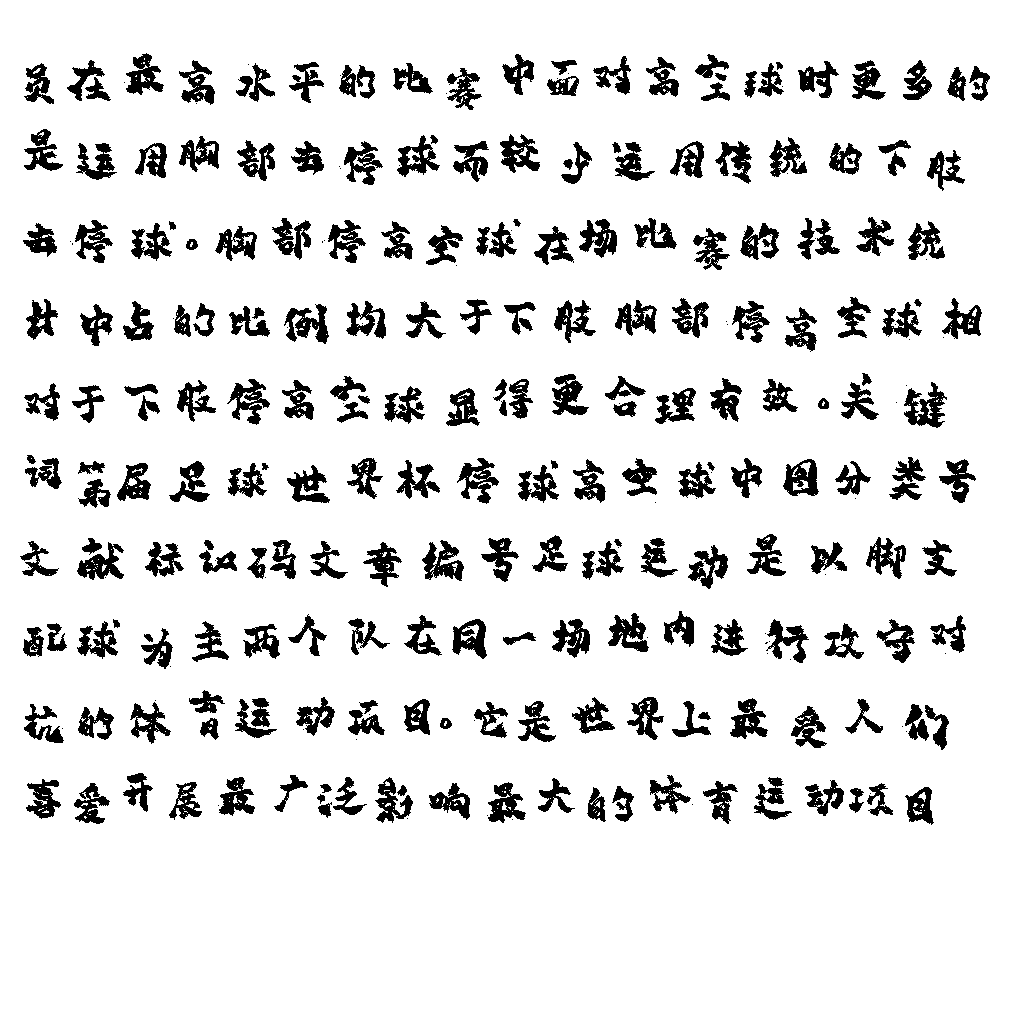 员在最高水平的比赛中面对高空球时更多的
是运用胸部去停球而较少运用传统的下肢
去停球。胸部停高空球在场比赛的技术统
计中占的比例均大于下肢胸部停高空球相
对于下肢停高空球显得更合理有效。关键
词第届足球世界杯停球高空球中图分类号
文献标识码文章编号足球运动是以脚支
配球为主两个队在同一场地内进行攻守对
抗的体育运动项目。它是世界上最受人们
喜爱开展最广泛影响最大的体育运动项目